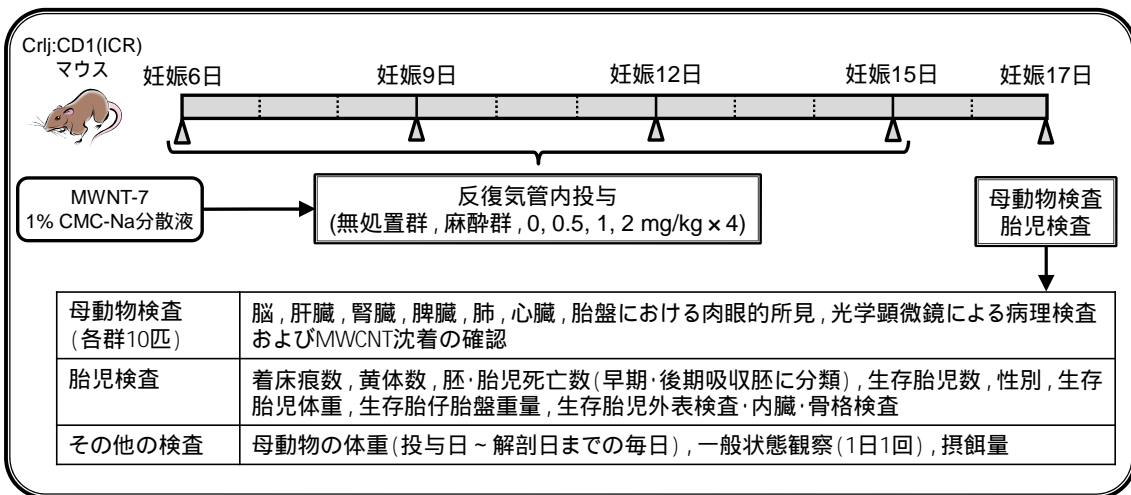 Crlj:CD1(ICR)
マウス
妊娠6日
妊娠9日
妊娠12日
妊娠15日
妊娠17日
MWNT-7
1% CMC-Na分散液
反復気管内投与
(無処置群,麻酔群,0, 0.5, 1, 2 mg/kg × 4)
母動物検査
胎児検査
母動物検査
(各群10匹)
脳,肝臓,腎臓,脾臓,肺,心臓,胎盤における肉眼的所見,光学顕微鏡による病理検査
およびMWCNT沈着の確認
胎児検査
着床痕数,黄体数,胚・胎児死亡数(早期・後期吸収胚に分類),生存胎児数,性別,生存
胎児体重,生存胎仔胎盤重量,生存胎児外表検査・内臓・骨格検査
その他の検査
母動物の体重(投与日~解剖日までの毎日),一般状態観察(1日1回),摂餌量